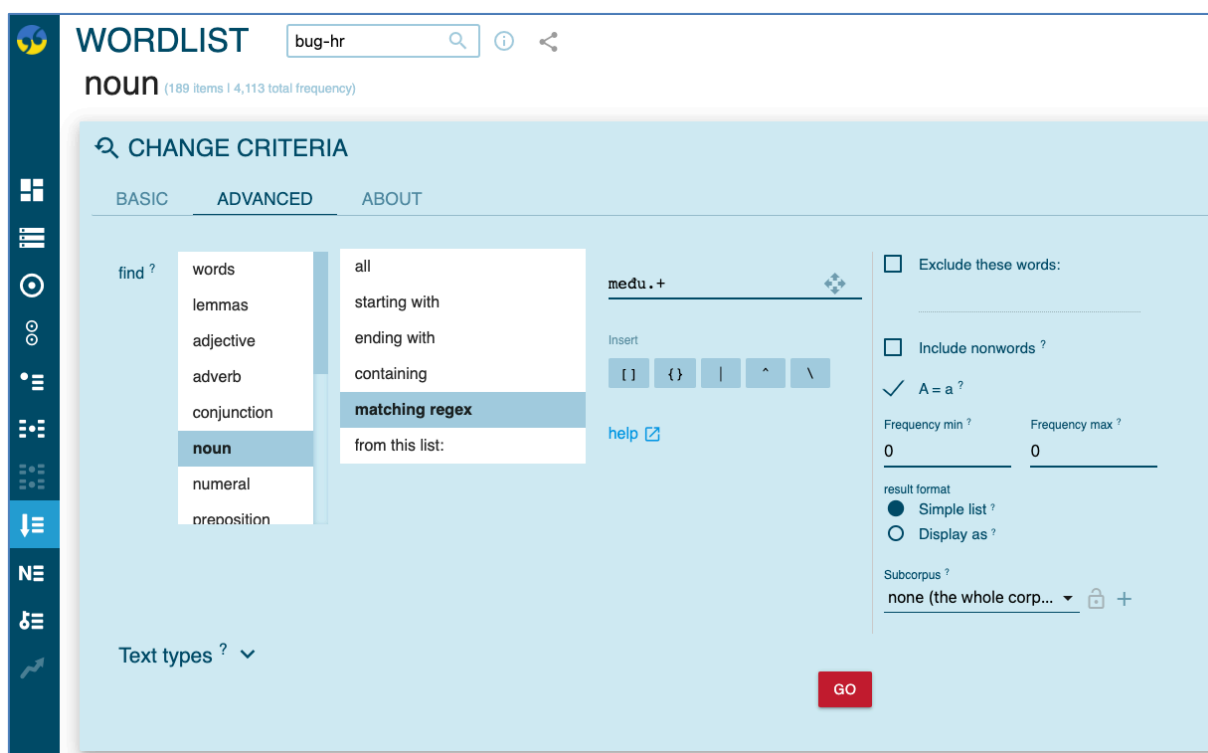 WORDLIST bug-hr
noun (189 items | 4,113 total frequency)
CHANGE CRITERIA
BASIC ADVANCED ABOUT
find ?
words
lemmas
adjective
adverb
conjunction
noun
numeral
preposition
all
starting with
ending with
containing
matching regex
from this list:
među.+
Insert
[] {} | ^ \
help
Exclude these words:
Include nonwords ?
A = a ?
Frequency min ? Frequency max ?
0 0
result format
Simple list ?
Display as ?
Subcorpus ?
none (the whole corp...
Text types ?
GO